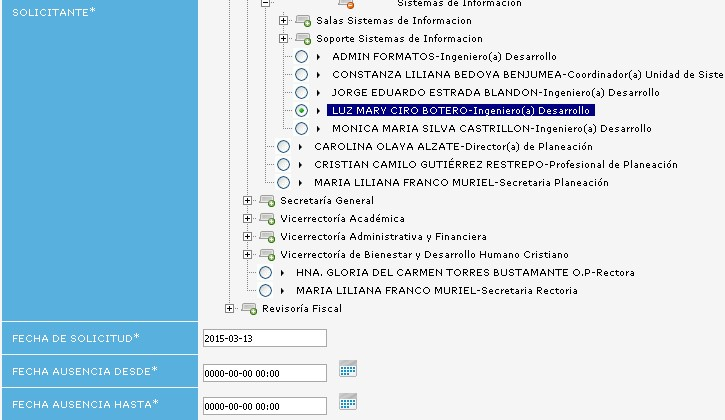 Sistemas de Informacion
SOLICITANTE*
Salas Sistemas de Informacion
Soporte Sistemas de Informacion
ADMIN FORMATOS-Ingeniero(a) Desarrollo
CONSTANZA LILIANA BEDOYA BENJUMEA-Coordinador(a) Unidad de Siste
JORGE EDUARDO ESTRADA BLANDON-Ingeniero(a) Desarrollo
LUZ MARY CIRO BOTERO-Ingeniero(a) Desarrollo
MONICA MARIA SILVA CASTRILLON-Ingeniero(a) Desarrollo
CAROLINA OLAYA ALZATE-Director(a) de Planeación
CRISTIAN CAMILO GUTIÉRREZ RESTREPO-Profesional de Planeación
MARIA LILIANA FRANCO MURIEL-Secretaria Planeación
Secretaría General
Vicerrectoría Académica
Vicerrectoría Administrativa y Financiera
Vicerrectoría de Bienestar y Desarrollo Humano Cristiano
HNA. GLORIA DEL CARMEN TORRES BUSTAMANTE O.P-Rectora
MARIA LILIANA FRANCO MURIEL-Secretaria Rectoria
Revisoría Fiscal
FECHA DE SOLICITUD* 2015-03-13
FECHA AUSENCIA DESDE* 0000-00-00 00:00
FECHA AUSENCIA HASTA* 0000-00-00 00:00